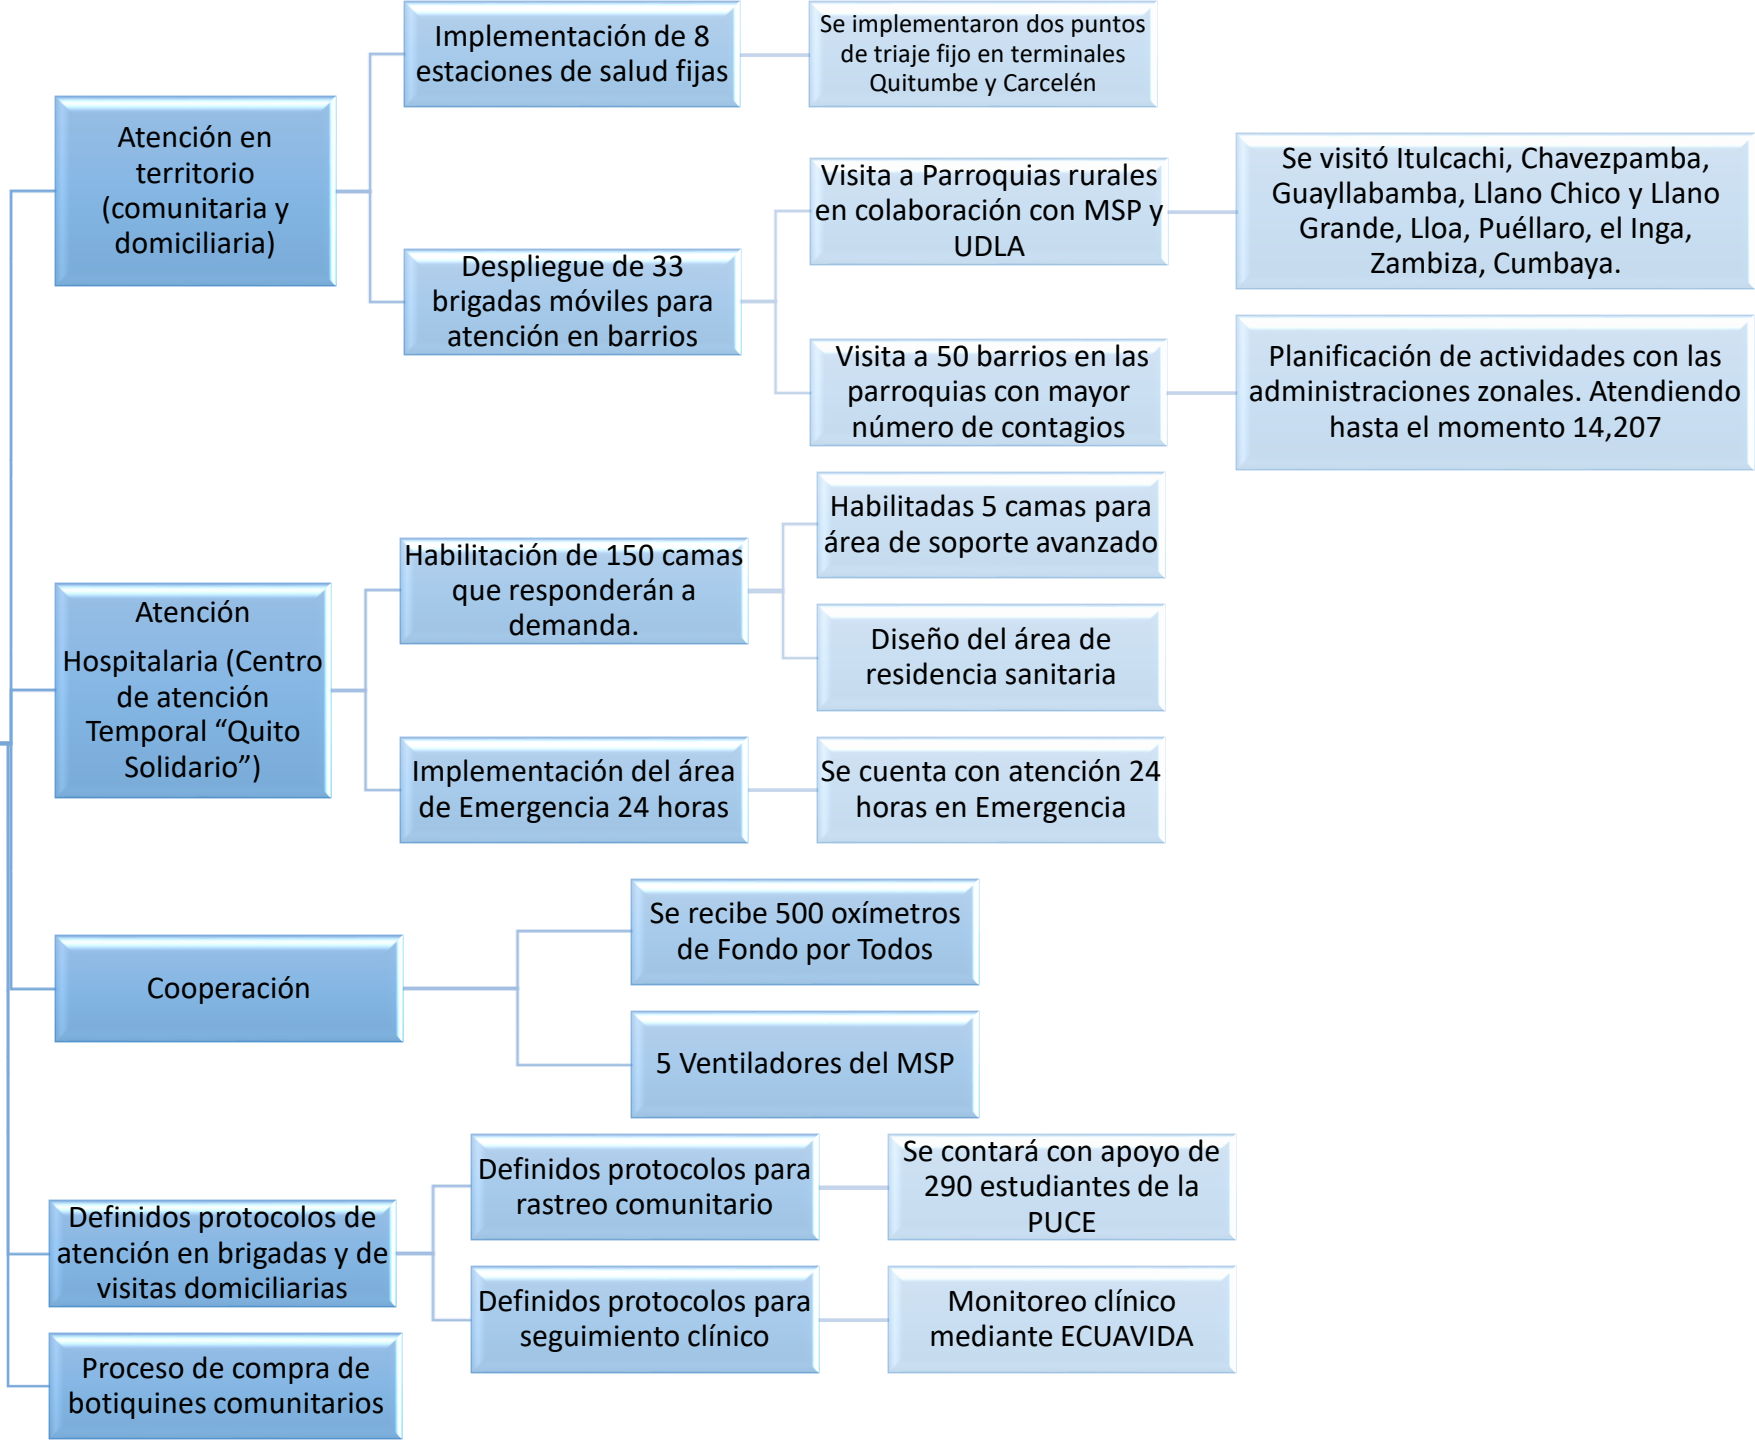 Atención en
territorio
(comunitaria y
domiciliaria)
Implementación de 8
estaciones de salud fijas
Se implementaron dos puntos
de triaje fijo en terminales
Quitumbe y Carcelén
Despliegue de 33
brigadas móviles para
atención en barrios
Visita a Parroquias rurales
en colaboración con MSP y
UDLA
Se visitó Itulcachi, Chavezpamba,
Guayllabamba, Llano Chico y Llano
Grande, Lloa, Puéllaro, el Inga,
Zambiza, Cumbaya.
Visita a 50 barrios en las
parroquias con mayor
número de contagios
Planificación de actividades con las
administraciones zonales. Atendiendo
hasta el momento 14,207
Atención
Hospitalaria (Centro
de atención
Temporal “Quito
Solidario”)
Habilitación de 150 camas
que responderán a
demanda.
Habilitadas 5 camas para
área de soporte avanzado
Diseño del área de
residencia sanitaria
Implementación del área
de Emergencia 24 horas
Se cuenta con atención 24
horas en Emergencia
Cooperación
Se recibe 500 oxímetros
de Fondo por Todos
5 Ventiladores del MSP
Definidos protocolos de
atención en brigadas y de
visitas domiciliarias
Definidos protocolos para
rastreo comunitario
Se contará con apoyo de
290 estudiantes de la
PUCE
Definidos protocolos para
seguimiento clínico
Monitoreo clínico
mediante ECUAVIDA
Proceso de compra de
botiquines comunitarios